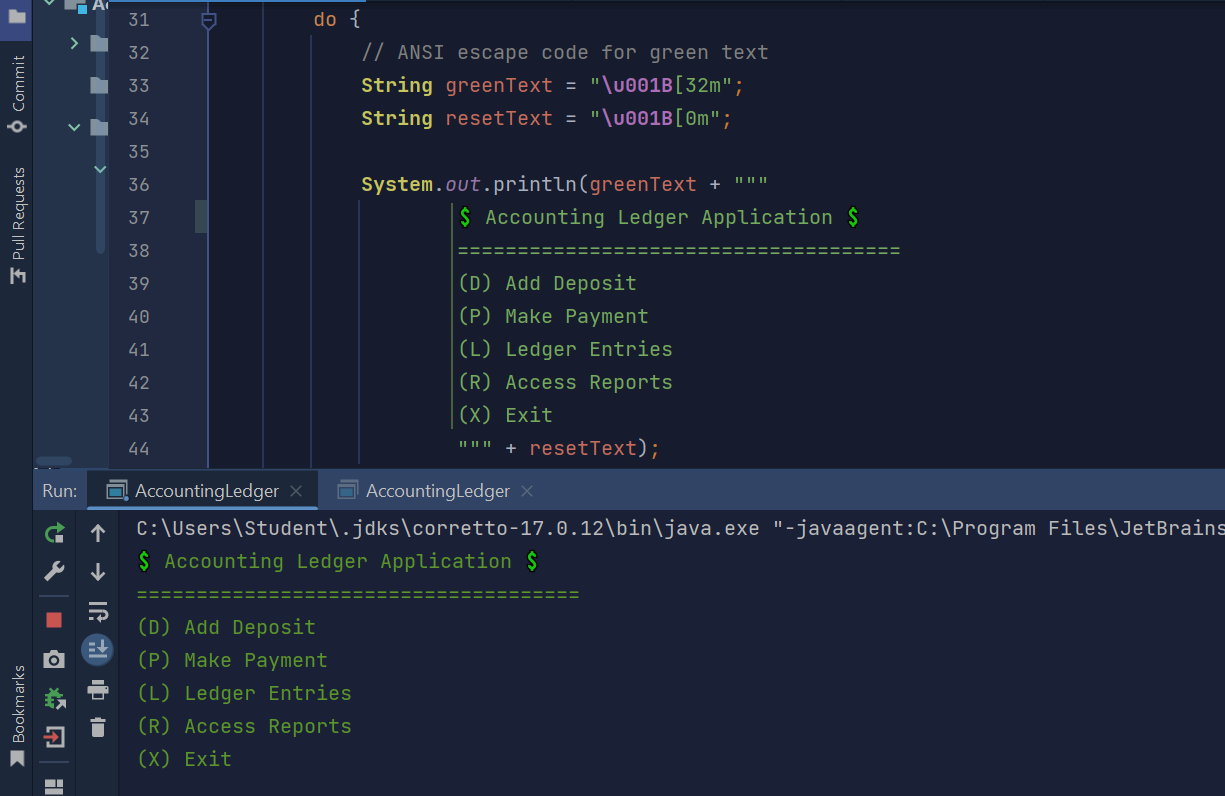 Commit
Pull Requests
Bookmarks
31 do {
32 // ANSI escape code for green text
33 String greenText = "\u001B[32m";
34 String resetText = "\u001B[0m";
35
36 System.out.println(greenText + """
37 💲 Accounting Ledger Application 💲
38 =====================================
39 (D) Add Deposit
40 (P) Make Payment
41 (L) Ledger Entries
42 (R) Access Reports
43 (X) Exit
44 """ + resetText);
Run: AccountingLedger × AccountingLedger ×
C:\Users\Student\.jdks\corretto-17.0.12\bin\java.exe "-javaagent:C:\Program Files\JetBrains
💲 Accounting Ledger Application 💲
=====================================
(D) Add Deposit
(P) Make Payment
(L) Ledger Entries
(R) Access Reports
(X) Exit